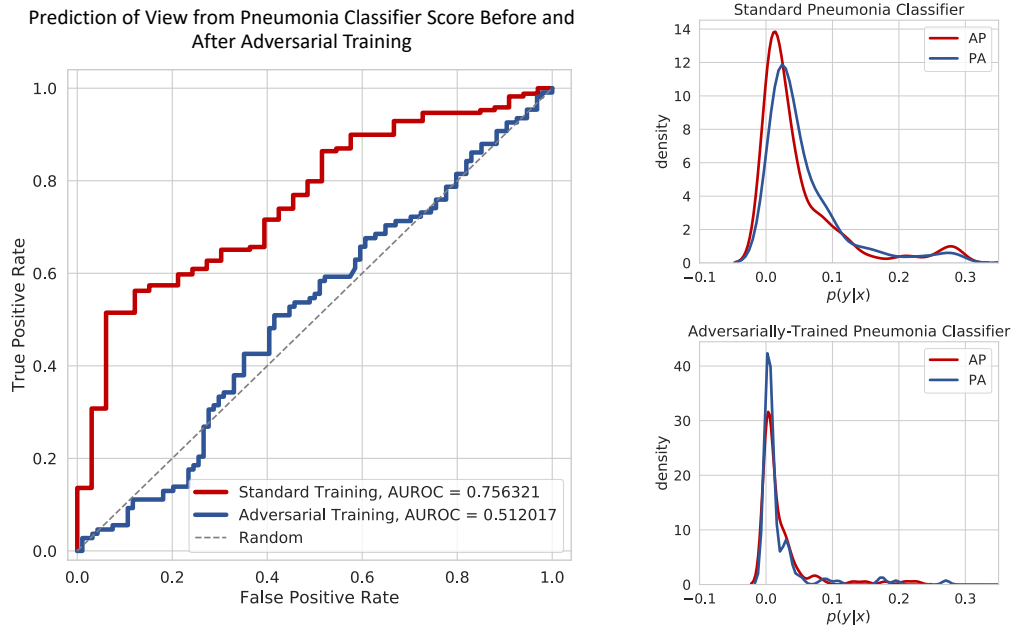 Prediction of View from Pneumonia Classifier Score Before and
After Adversarial Training
True Positive Rate
1.0
0.8
0.6
0.4
0.2
0.0
0.0 0.2 0.4 0.6 0.8 1.0
False Positive Rate
Standard Training, AUROC = 0.756321
Adversarial Training, AUROC = 0.512017
Random
Standard Pneumonia Classifier
density
14
12
10
8
6
4
2
0
−0.1 0.0 0.1 0.2 0.3
p(y|x)
AP
PA
Adversarially-Trained Pneumonia Classifier
density
40
30
20
10
0
−0.1 0.0 0.1 0.2 0.3
p(y|x)
AP
PA